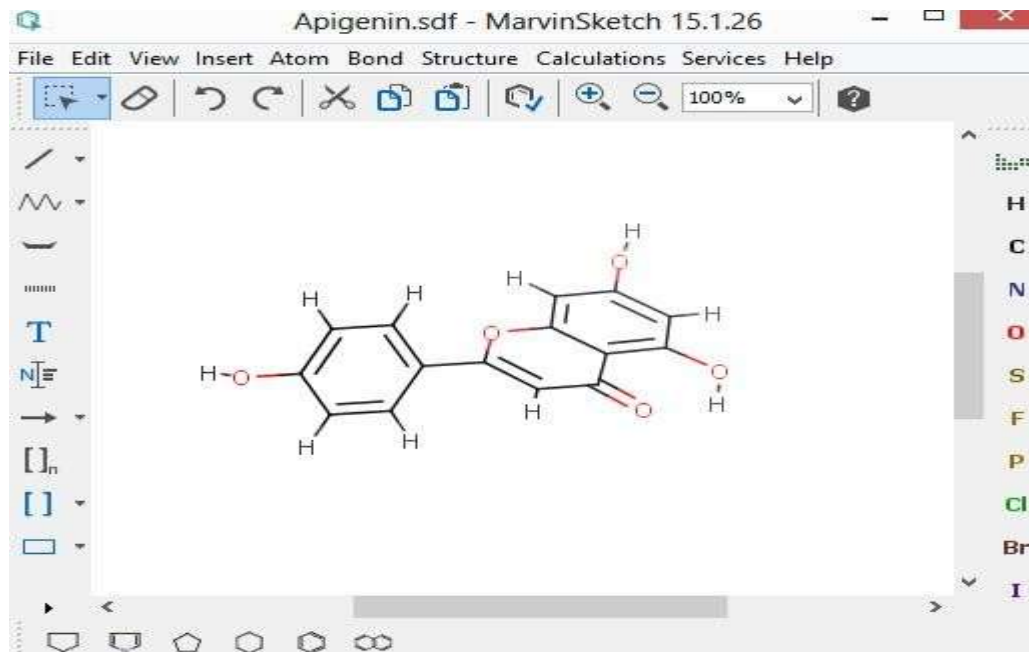 Apigenin.sdf - MarvinSketch 15.1.26
File Edit View Insert Atom Bond Structure Calculations Services Help
100%
H
O
H
H
H
O
H
H
H
O
H
O
H
H
O
H
H
T
N
[ ]n
[ ]
H
C
N
O
S
F
P
Cl
Br
I